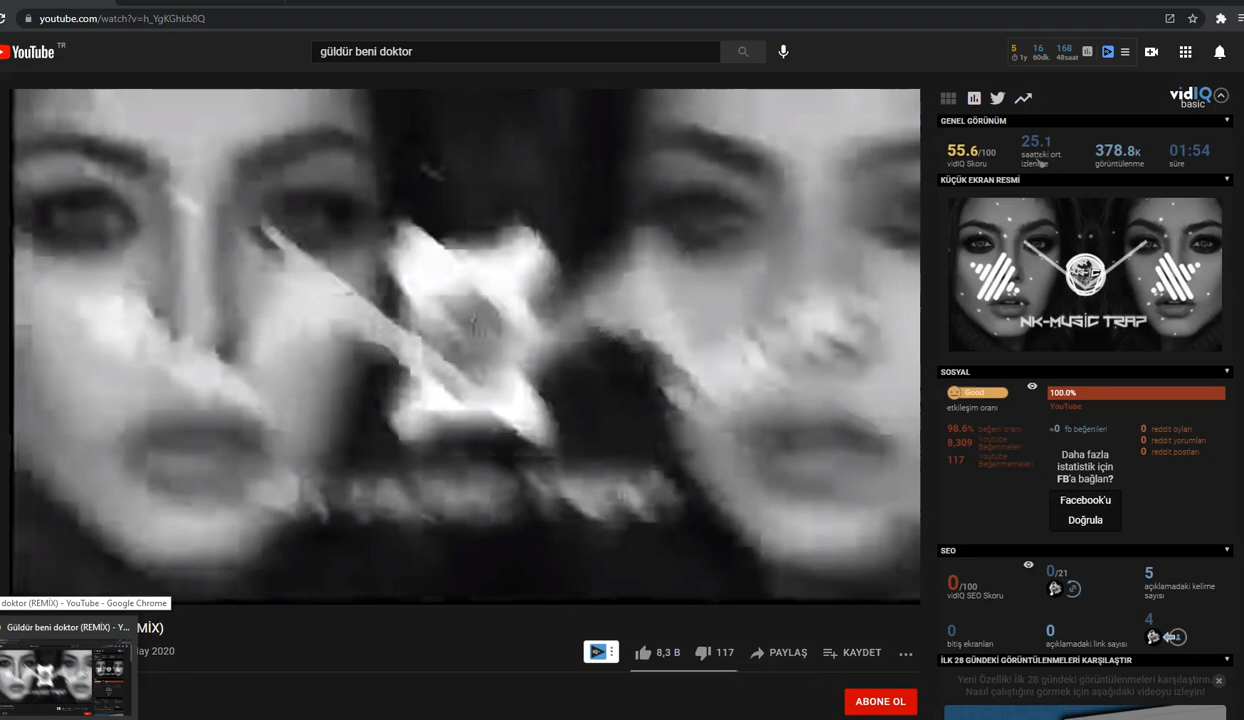 youtube.com/watch?v=h_YgKGhkb8Q
YouTube TR
güldür beni doktor
5 16 168
1y 60dk. 48saat
vidIQ
basic
GENEL GÖRÜNÜM
55.6/100 25.1 378.8K 01:54
vidIQ Skoru saatteki ort. izlenme görüntülenme süre
KÜÇÜK EKRAN RESMİ
NK-MUSİC TRAP
SOSYAL
Good 100.0%
etkileşim oranı YouTube
98.6% beğeni oranı ~0 fb beğenileri 0 reddit oyları
8,309 Youtube Beğenmeleri 0 reddit yorumları
117 Youtube Beğenmemeleri 0 reddit postları
Daha fazla
istatistik için
FB'a bağlan?
Facebook'u
Doğrula
SEO
0/100 0/21 5
vidIQ SEO Skoru açıklamadaki kelime sayısı
0 0 4
bitiş ekranları açıklamadaki link sayısı
İLK 28 GÜNDEKİ GÖRÜNTÜLENMELERİ KARŞILAŞTIR
Yeni Özellik! İlk 28 gündeki görüntülenmeleri karşılaştırın.
Nasıl çalıştığını görmek için aşağıdaki videoyu izleyin!
doktor (REMİX) - YouTube - Google Chrome
Güldür beni doktor (REMİX) - Y...
MİX)
ay 2020
8,3 B 117 PAYLAŞ KAYDET
ABONE OL